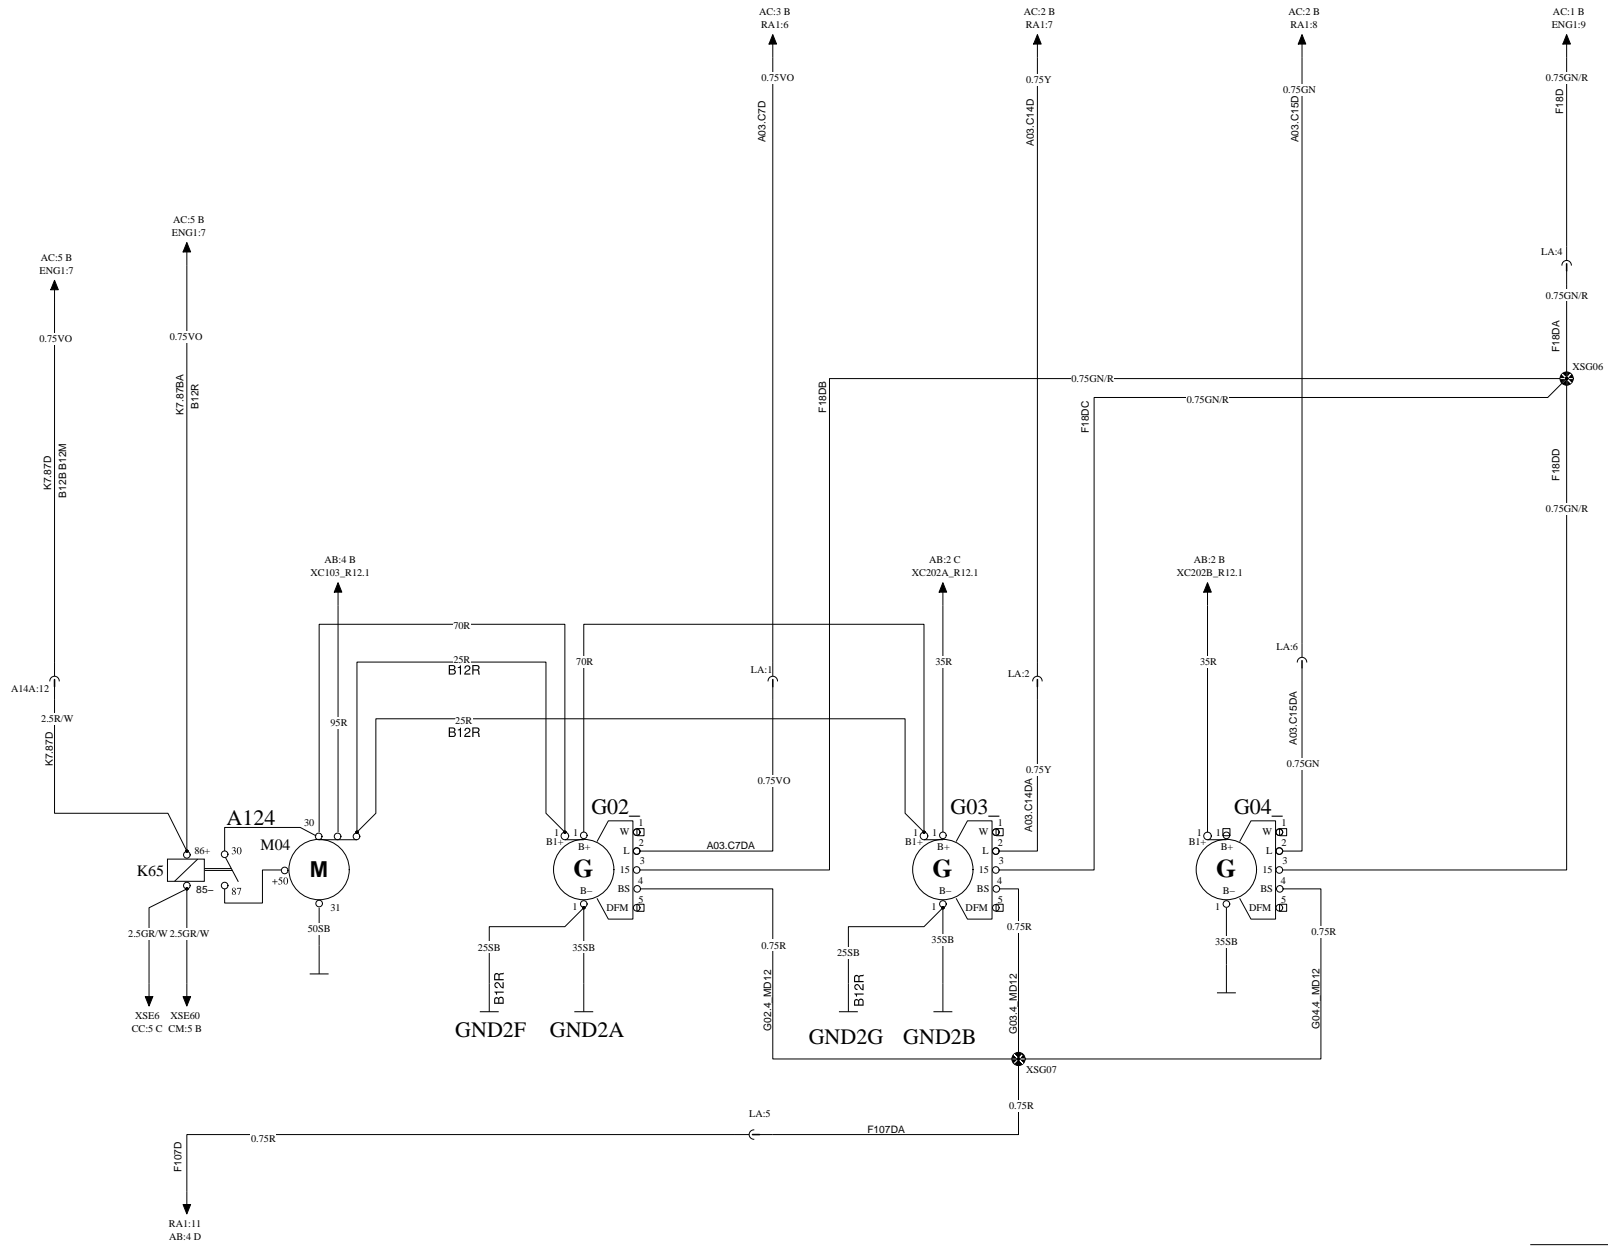 AC:3 B
RA1:6
AC:2 B
RA1:7
AC:2 B
RA1:8
AC:1 B
ENG1:9
0.75VO
A03.C7D
0.75Y
A03.C14D
0.75GN
A03.C15D
0.75GN/R
F18D
AC:5 B
ENG1:7
AC:5 B
ENG1:7
LA:4
0.75GN/R
F18DA
0.75VO
0.75VO
XSG06
K7.87BA
B12R
F18DB
0.75GN/R
F18DC
0.75GN/R
K7.87D
B12B B12M
F18DD
0.75GN/R
AB:4 B
XC103_R12.1
AB:2 C
XC202A_R12.1
AB:2 B
XC202B_R12.1
70R
25R
B12R
70R
35R
35R
LA:1
LA:2
LA:6
A14A:12
2.5R/W
K7.87D
95R
25R
B12R
A03.C15DA
0.75VO
0.75Y
A03.C14DA
0.75GN
A124
30
M04
K65
86+
30
85–
87
+50
M
31
50SB
G02
1
1
B1+
B+
G
B–
1
W
1
L
2
15
3
BS
4
DFM
5
A03.C7DA
G03
1
1
B1+
B+
G
B–
1
W
1
L
2
15
3
BS
4
DFM
5
G04
1
1
B1+
B+
G
B–
1
W
1
L
2
15
3
BS
4
DFM
5
2.5GR/W
2.5GR/W
25SB
B12R
35SB
0.75R
G02.4_MD12
25SB
B12R
35SB
0.75R
G03.4_MD12
35SB
0.75R
G04.4_MD12
XSE6
CC:5 C
XSE60
CM:5 B
GND2F
GND2A
GND2G
GND2B
XSG07
0.75R
LA:5
F107DA
0.75R
F107D
RA1:11
AB:4 D